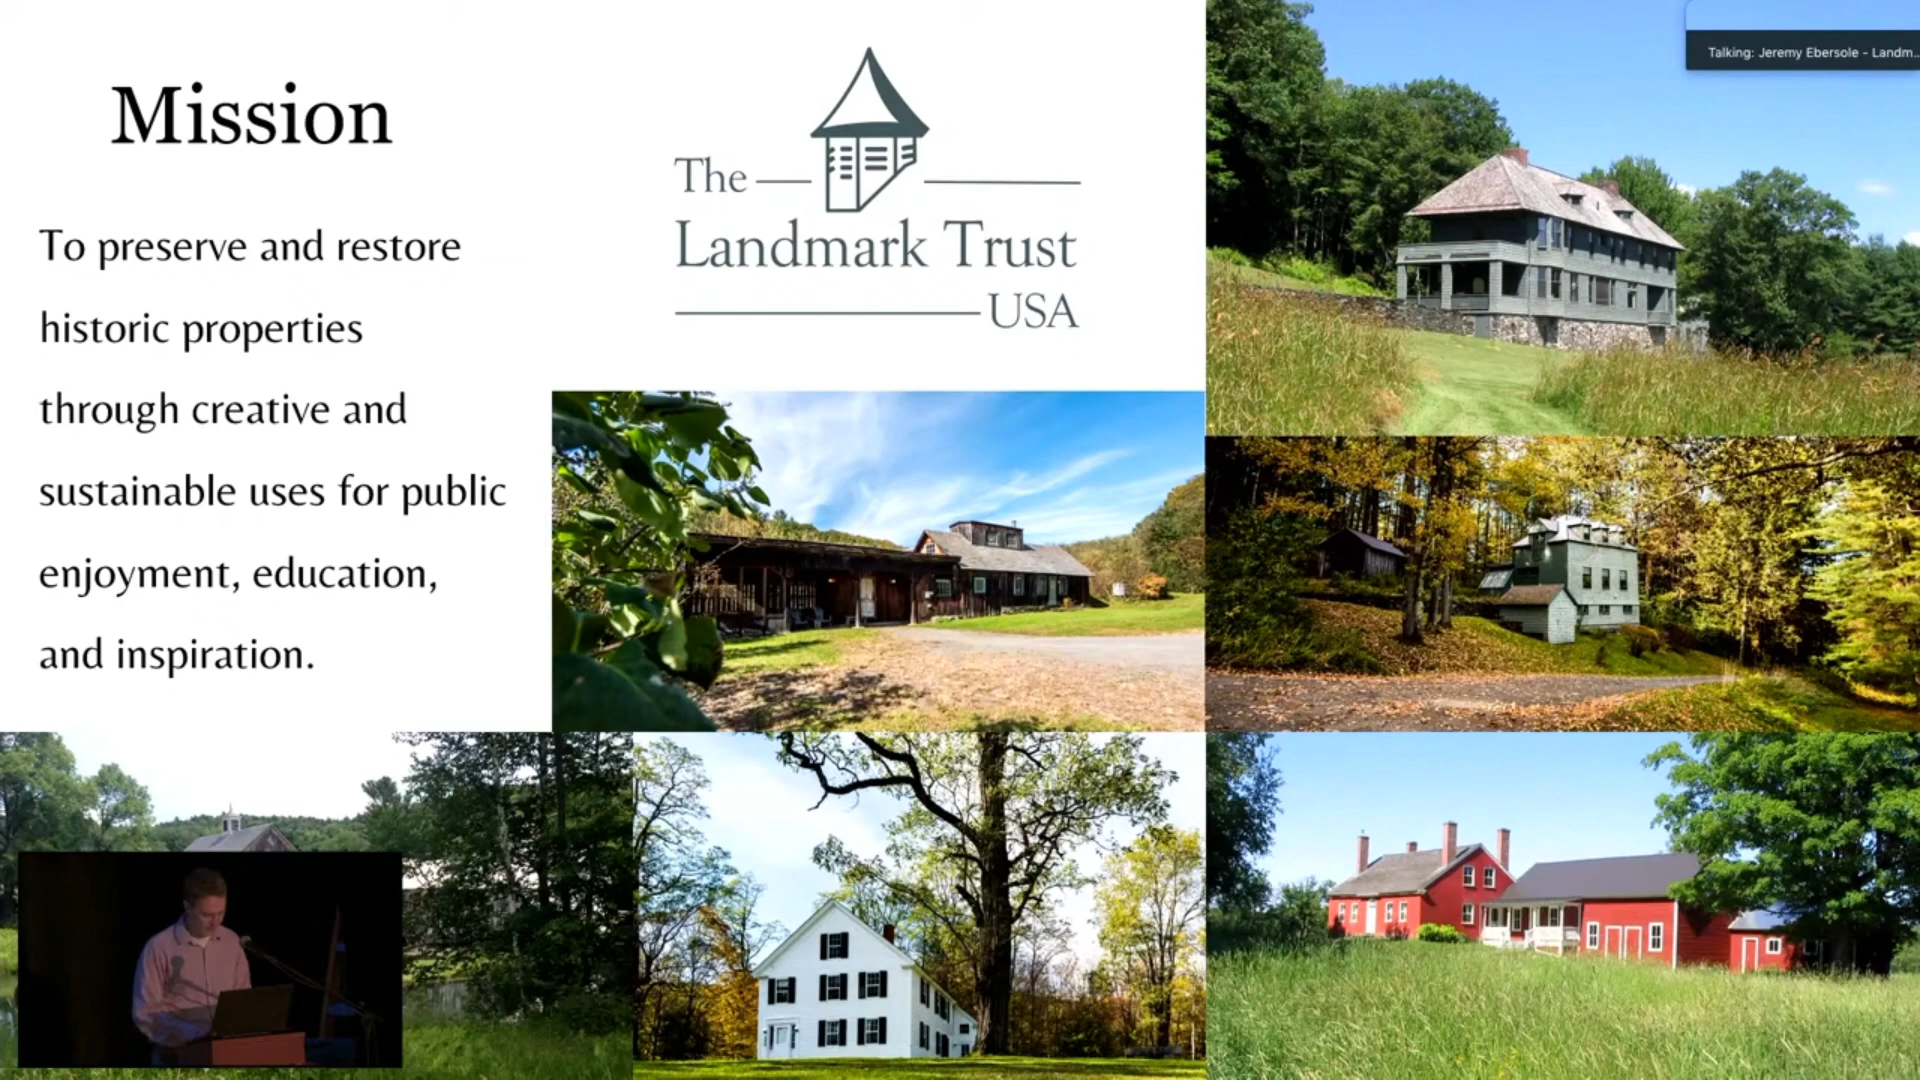 Mission
To preserve and restore
historic properties
through creative and
sustainable uses for public
enjoyment, education,
and inspiration.
The
Landmark Trust
USA
Talking: Jeremy Ebersole - Landm...